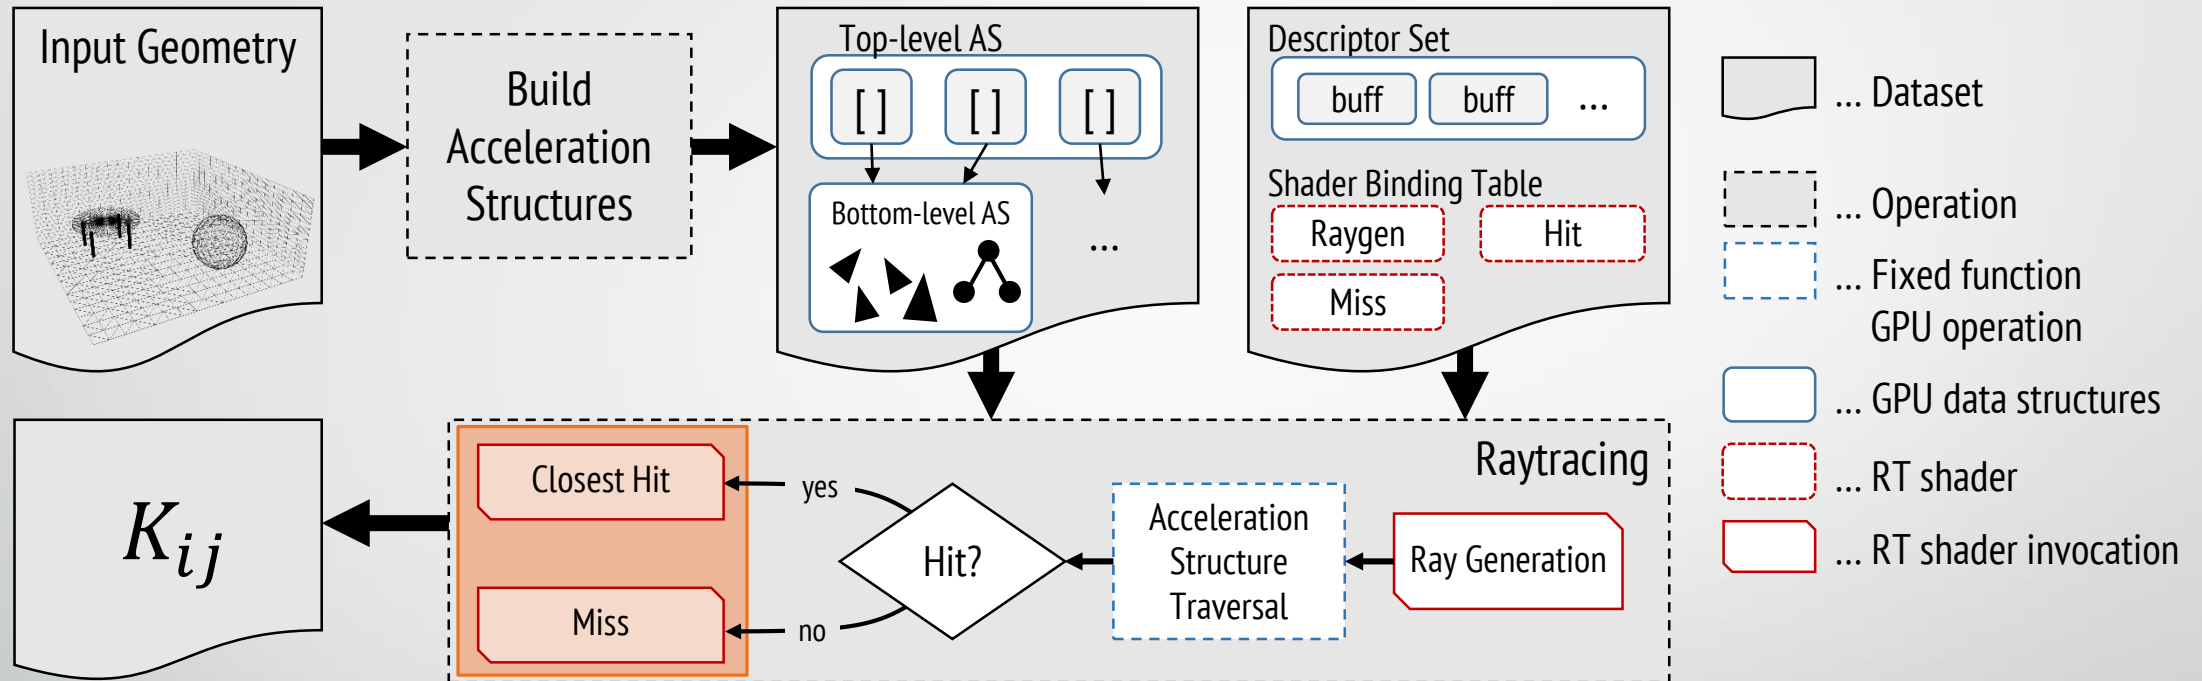 Input Geometry
Build
Acceleration
Structures
Top-level AS
[ ] [ ] [ ]
Bottom-level AS
...
Descriptor Set
buff buff ...
Shader Binding Table
Raygen Hit
Miss
... Dataset
... Operation
... Fixed function
GPU operation
... GPU data structures
... RT shader
... RT shader invocation
Raytracing
Ray Generation
Acceleration
Structure
Traversal
Hit?
yes
no
Closest Hit
Miss
K_{ij}